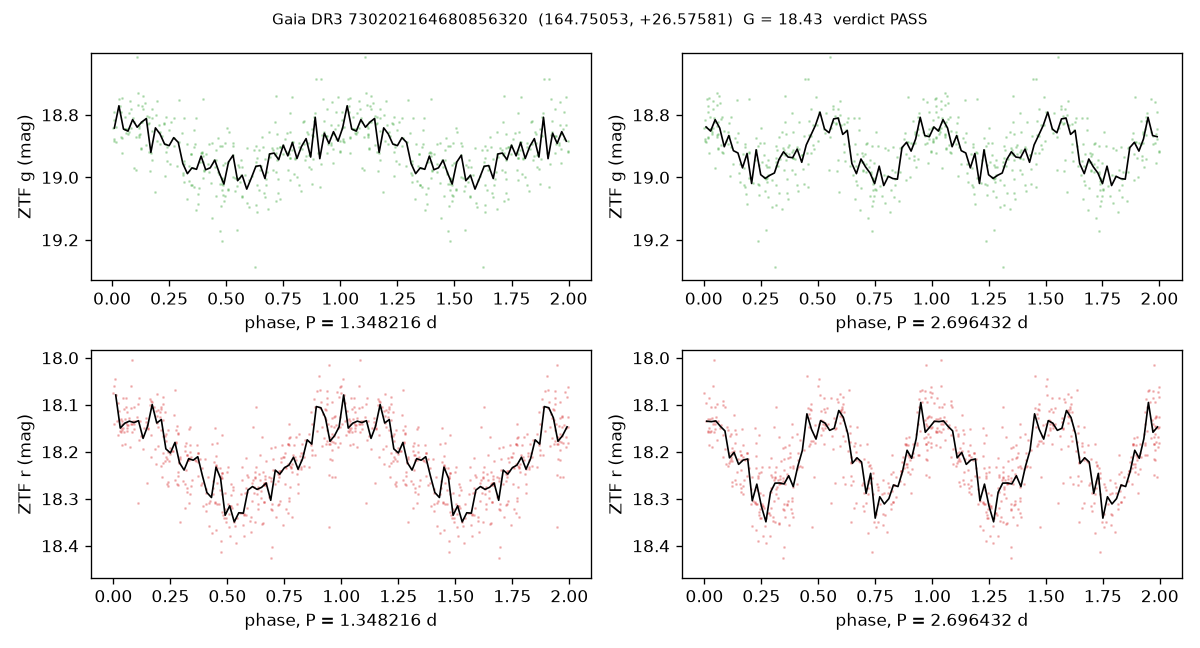 Gaia DR3 730202164680856320  (164.75053, +26.57581)  G = 18.43  verdict PASS
ZTF g (mag)
18.8
19.0
19.2
0.00 0.25 0.50 0.75 1.00 1.25 1.50 1.75 2.00
phase, P = 1.348216 d
ZTF g (mag)
18.8
19.0
19.2
0.00 0.25 0.50 0.75 1.00 1.25 1.50 1.75 2.00
phase, P = 2.696432 d
ZTF r (mag)
18.0
18.1
18.2
18.3
18.4
0.00 0.25 0.50 0.75 1.00 1.25 1.50 1.75 2.00
phase, P = 1.348216 d
ZTF r (mag)
18.0
18.1
18.2
18.3
18.4
0.00 0.25 0.50 0.75 1.00 1.25 1.50 1.75 2.00
phase, P = 2.696432 d